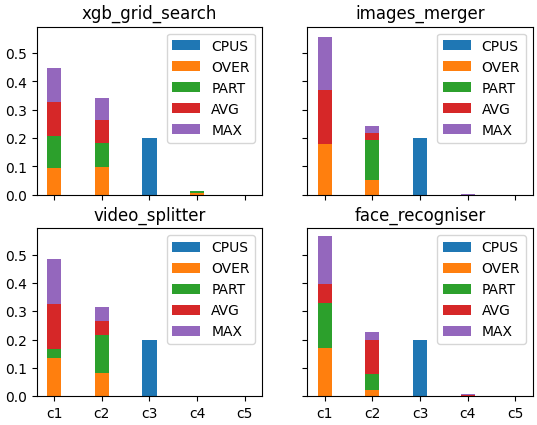 xgb_grid_search
0.5
0.4
0.3
0.2
0.1
0.0
CPUS
OVER
PART
AVG
MAX
images_merger
CPUS
OVER
PART
AVG
MAX
video_splitter
0.5
0.4
0.3
0.2
0.1
0.0
CPUS
OVER
PART
AVG
MAX
c1 c2 c3 c4 c5
face_recogniser
CPUS
OVER
PART
AVG
MAX
c1 c2 c3 c4 c5